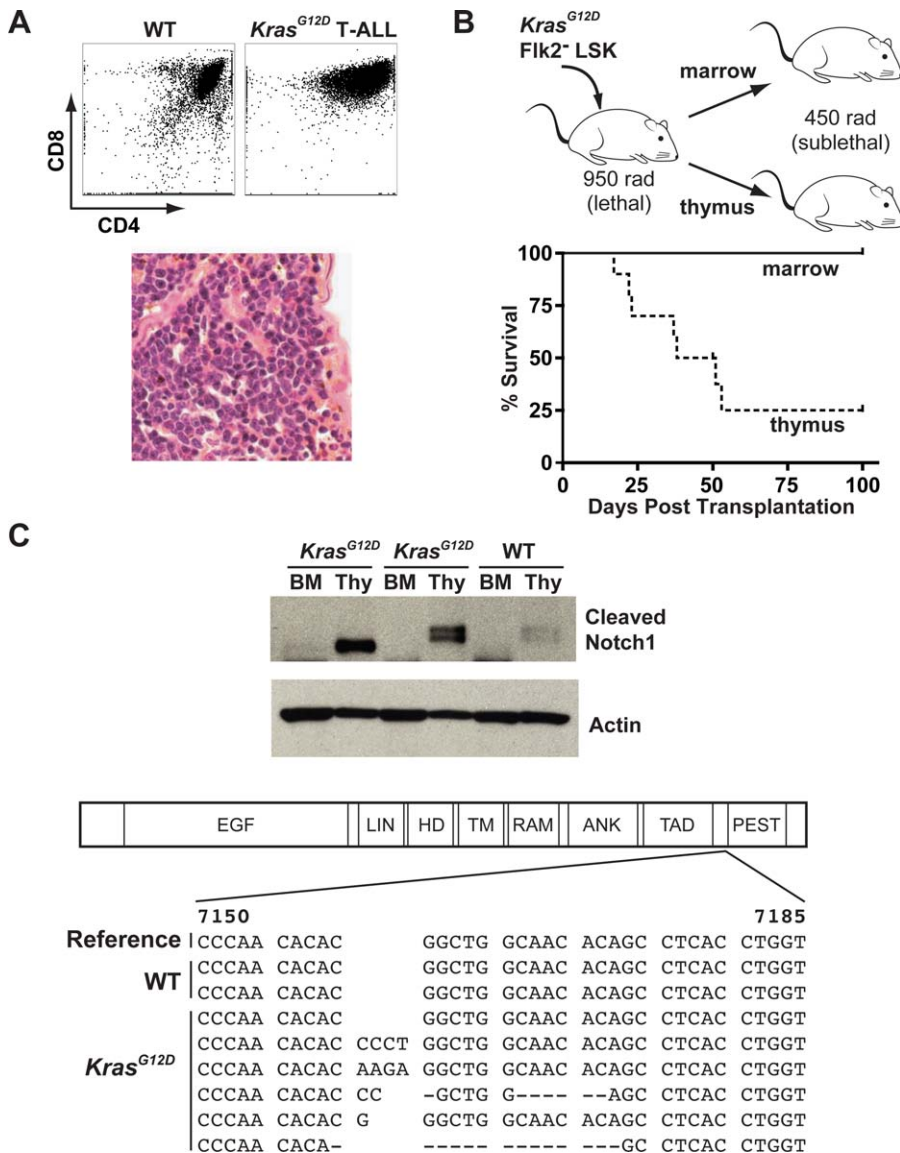 A
WT
Kras^G12D T-ALL
CD8
CD4
B
Kras^G12D
Flk2⁻ LSK
marrow
450 rad
(sublethal)
950 rad
(lethal)
thymus
100
75
50
25
0
% Survival
marrow
thymus
0 25 50 75 100
Days Post Transplantation
C
Kras^G12D Kras^G12D WT
BM Thy BM Thy BM Thy
Cleaved
Notch1
Actin
EGF LIN HD TM RAM ANK TAD PEST
7150 7185
Reference CCCAA CACAC GGCTG GCAAC ACAGC CTCAC CTGGT
WT
CCCAA CACAC GGCTG GCAAC ACAGC CTCAC CTGGT
CCCAA CACAC GGCTG GCAAC ACAGC CTCAC CTGGT
Kras^G12D
CCCAA CACAC GGCTG GCAAC ACAGC CTCAC CTGGT
CCCAA CACAC CCCT GGCTG GCAAC ACAGC CTCAC CTGGT
CCCAA CACAC AAGA GGCTG GCAAC ACAGC CTCAC CTGGT
CCCAA CACAC CC -GCTG G---- --AGC CTCAC CTGGT
CCCAA CACAC G GGCTG GCAAC ACAGC CTCAC CTGGT
CCCAA CACA- ----- ----- ---GC CTCAC CTGGT